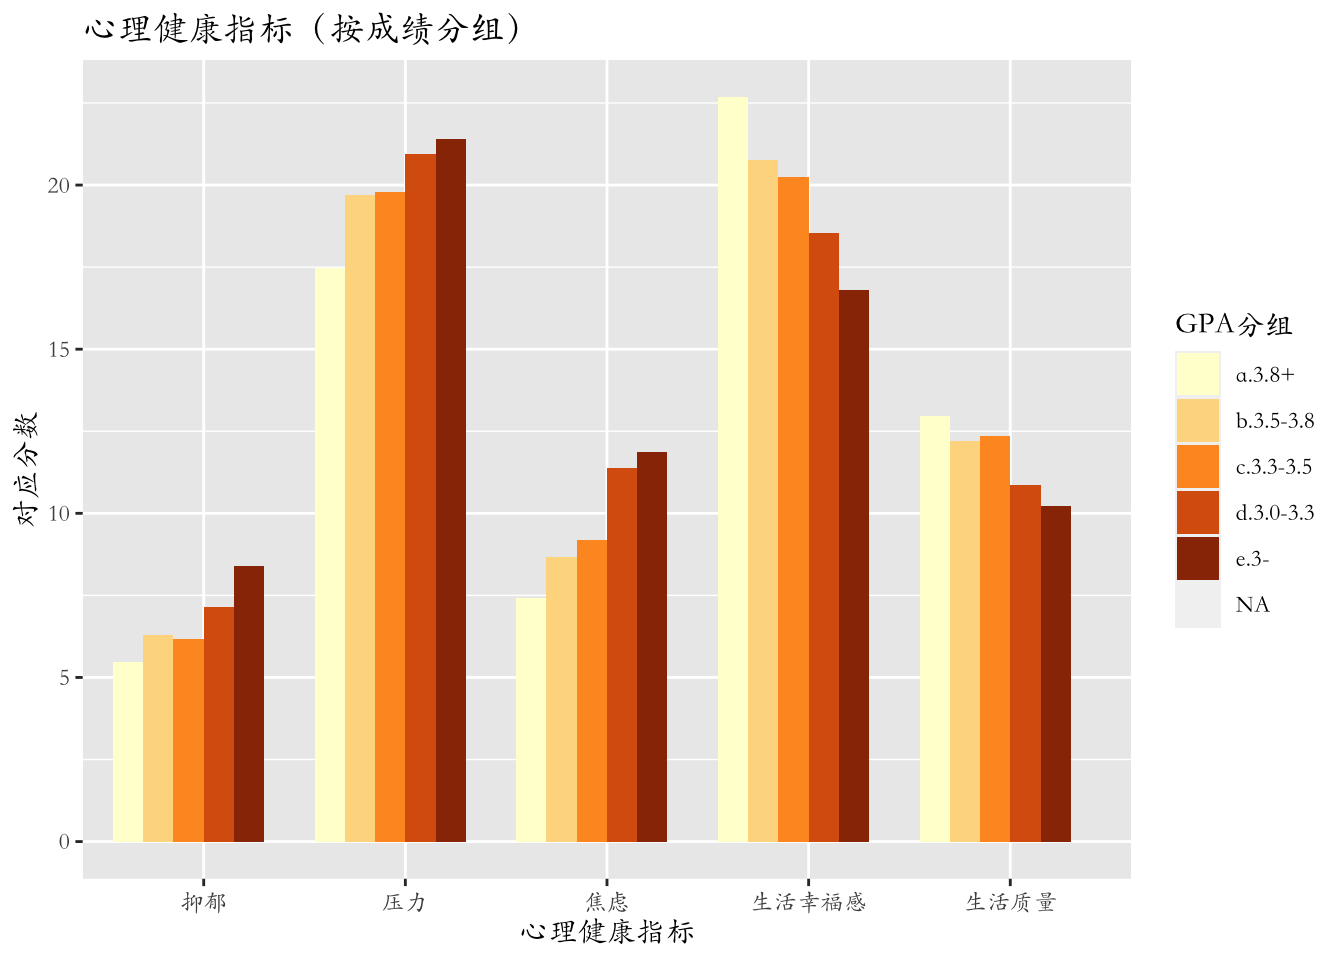 心理健康指标（按成绩分组）
对应分数
20
15
10
5
0
抑郁
压力
焦虑
生活幸福感
生活质量
心理健康指标
GPA分组
a.3.8+
b.3.5-3.8
c.3.3-3.5
d.3.0-3.3
e.3-
NA